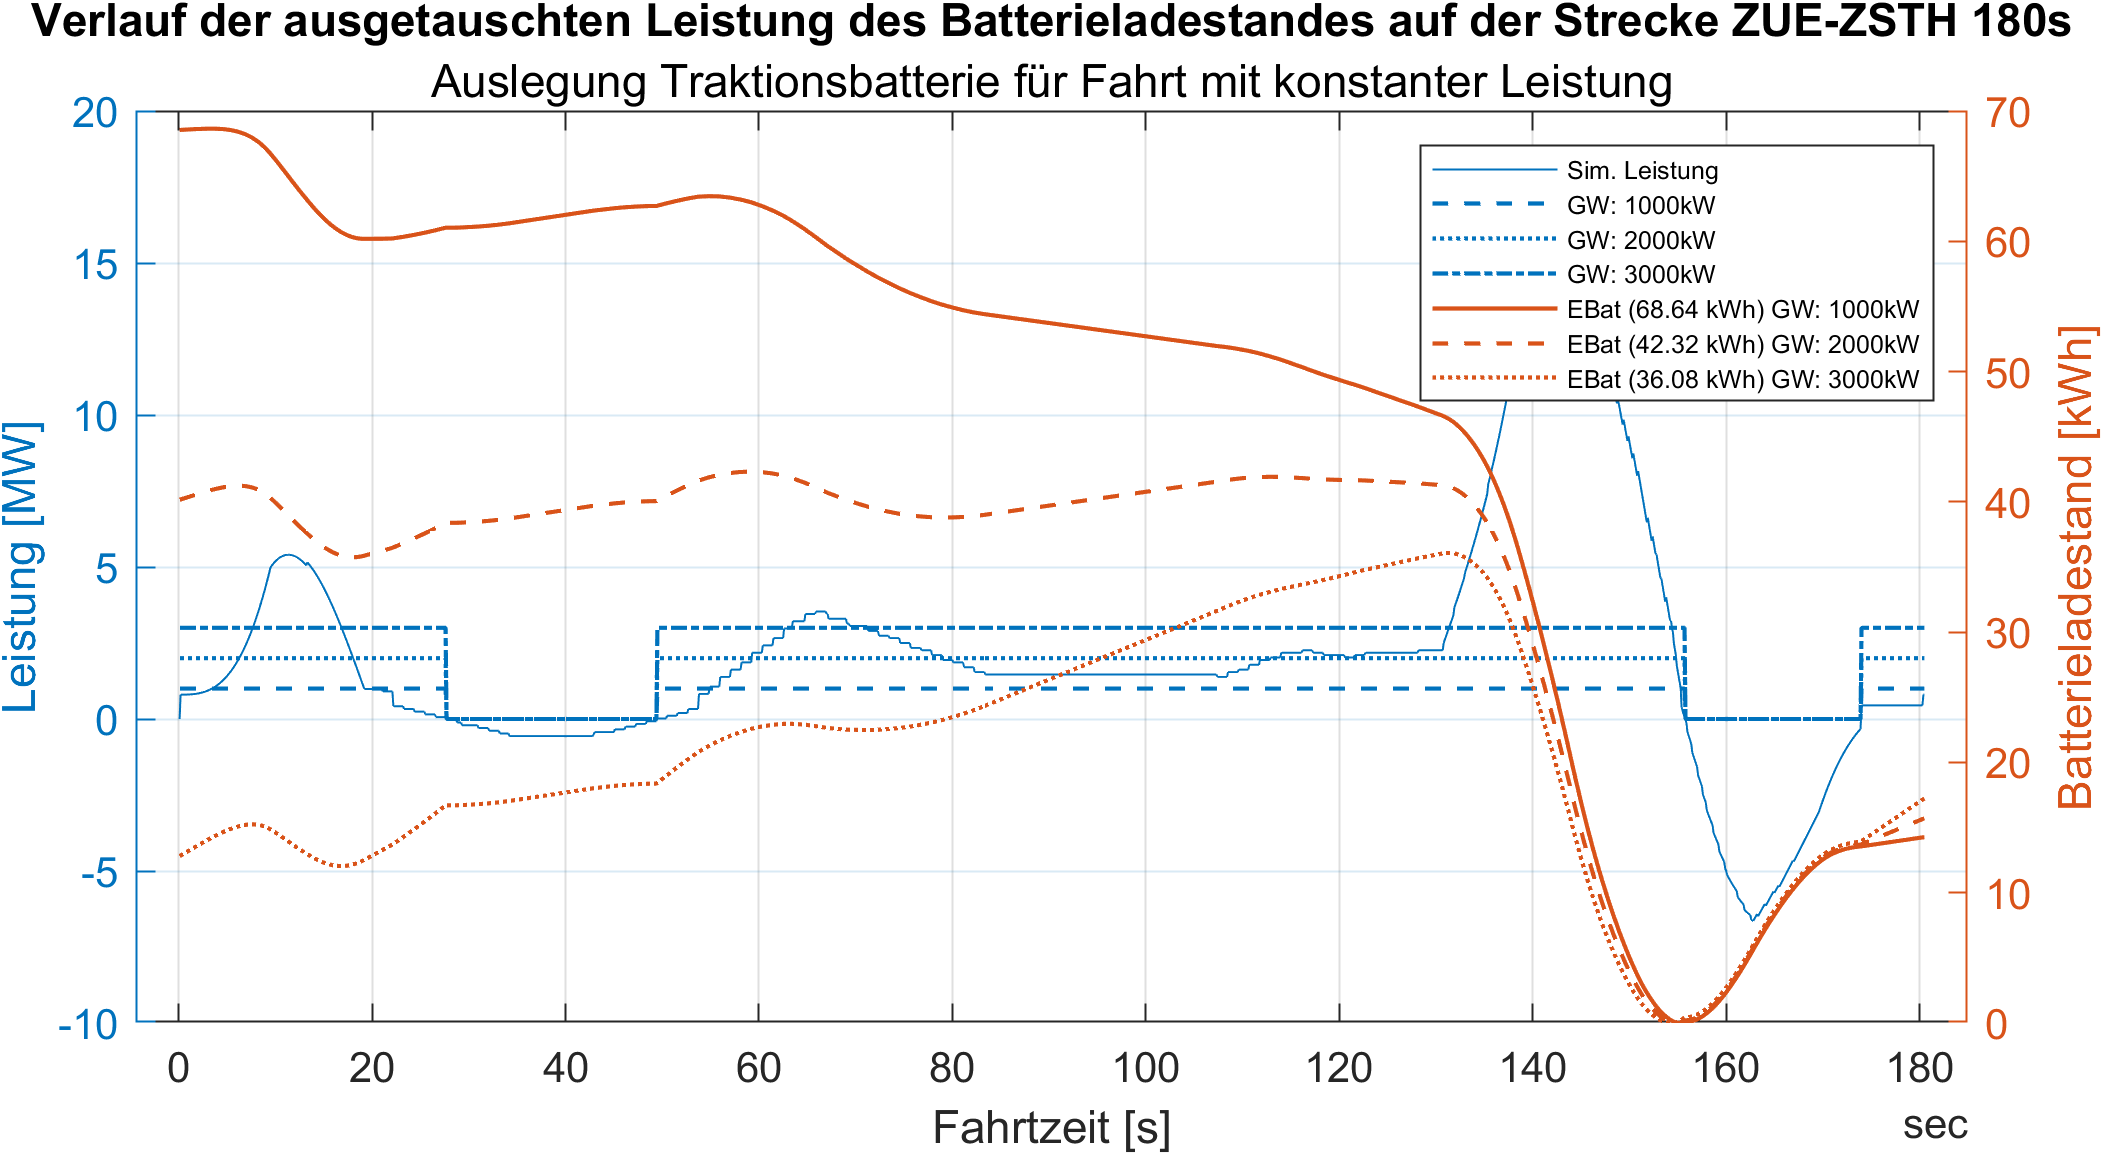 Verlauf der ausgetauschten Leistung des Batterieladestandes auf der Strecke ZUE-ZSTH 180s
Auslegung Traktionsbatterie für Fahrt mit konstanter Leistung
20
15
10
5
0
-5
-10
Leistung [MW]
70
60
50
40
30
20
10
0
Batterieladestand [kWh]
Sim. Leistung
GW: 1000kW
GW: 2000kW
GW: 3000kW
EBat (68.64 kWh) GW: 1000kW
EBat (42.32 kWh) GW: 2000kW
EBat (36.08 kWh) GW: 3000kW
0 20 40 60 80 100 120 140 160 180
Fahrtzeit [s]
sec